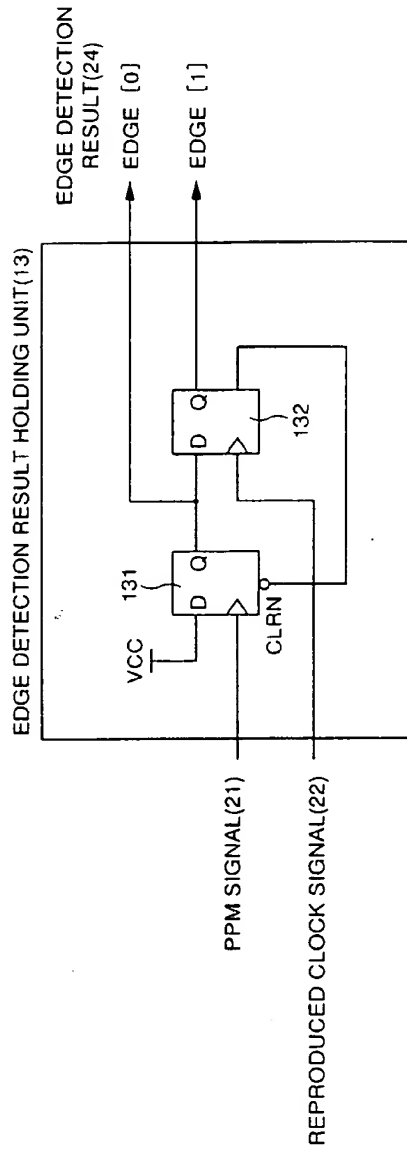 EDGE DETECTION RESULT HOLDING UNIT(13)
EDGE DETECTION
RESULT(24)
EDGE [0]
EDGE [1]
VCC
131
D Q
CLRN
D Q
132
PPM SIGNAL(21)
REPRODUCED CLOCK SIGNAL(22)